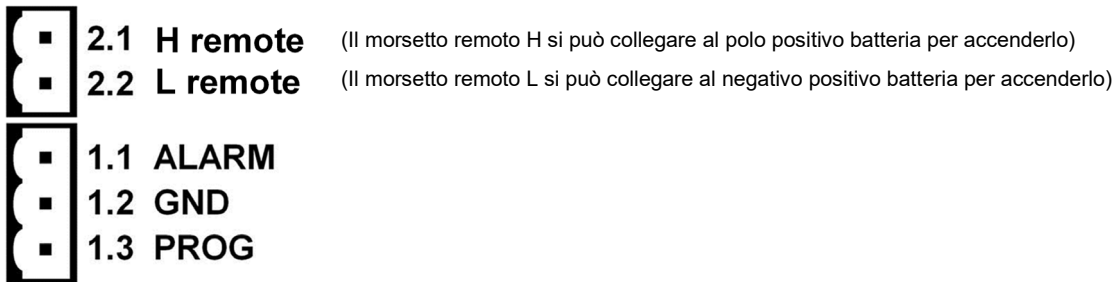 2.1 H remote (Il morsetto remoto H si può collegare al polo positivo batteria per accenderlo)
2.2 L remote (Il morsetto remoto L si può collegare al negativo positivo batteria per accenderlo)
1.1 ALARM
1.2 GND
1.3 PROG